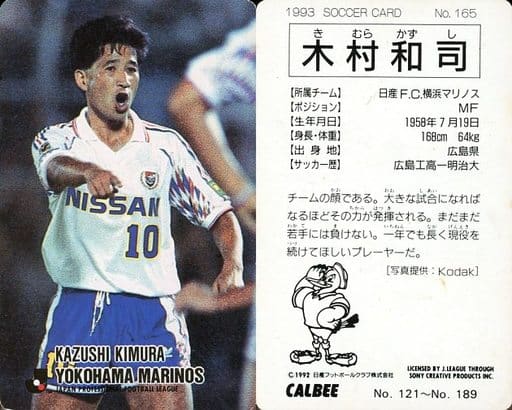 NISSAN
10
KAZUSHI KIMURA
YOKOHAMA MARINOS
JAPAN PROFESSIONAL FOOTBALL LEAGUE
1993 SOCCER CARD No. 165
き むら かず し
木村和司
【所属チーム】 日産F.C.横浜マリノス
【ポジション】 MF
【生年月日】 1958年7月19日
【身長・体重】 168cm 64kg
【出身地】 広島県
【サッカー歴】 広島工高ー明治大
チームの顔である。大きな試合になれば
なるほどその力が発揮される。まだまだ
若手には負けない。一年でも長く現役を
続けてほしいプレーヤーだ。
[写真提供：Kodak]
C1992 日産フットボールクラブ株式会社
LICENSED BY J.LEAGUE THROUGH
SONY CREATIVE PRODUCTS INC.
CALBEE No. 121〜No. 189